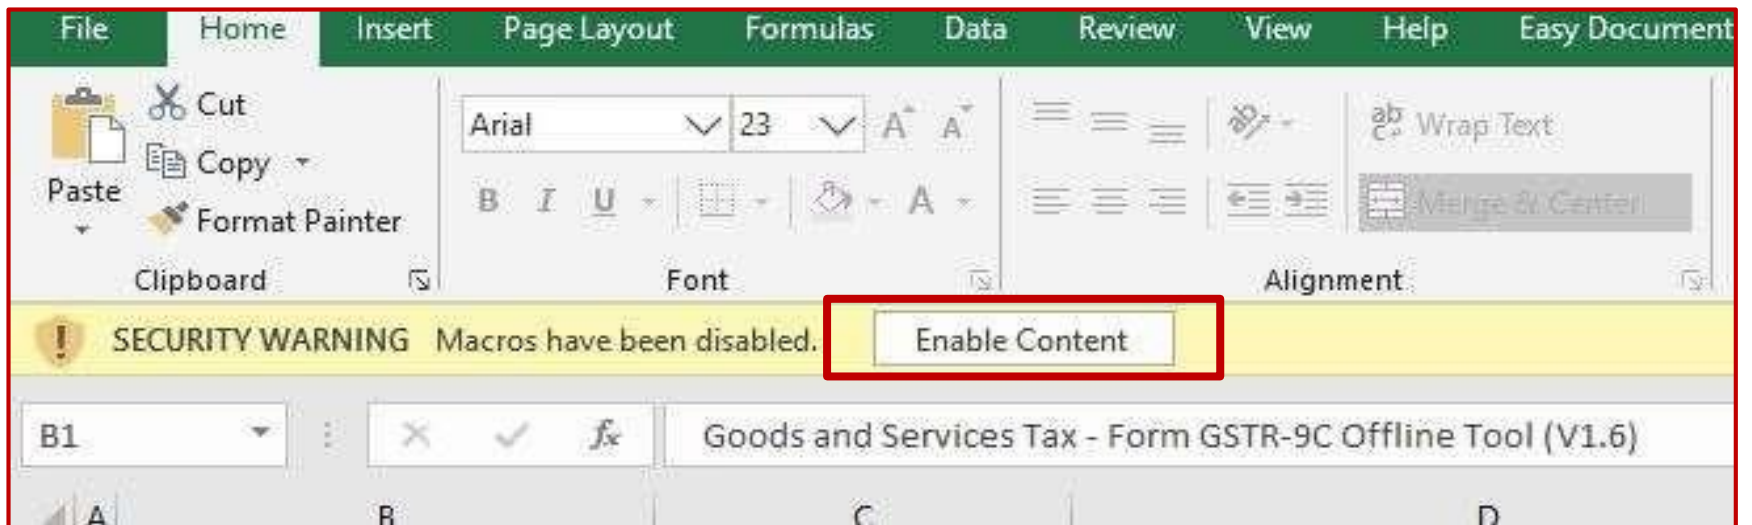 File Home Insert Page Layout Formulas Data Review View Help Easy Document
Cut
Arial 23 A A
ab Wrap Text
Copy
Paste
B I U A
Merge & Center
Format Painter
Clipboard Font Alignment
SECURITY WARNING Macros have been disabled. Enable Content
B1 fx Goods and Services Tax - Form GSTR-9C Offline Tool (V1.6)
A B C D